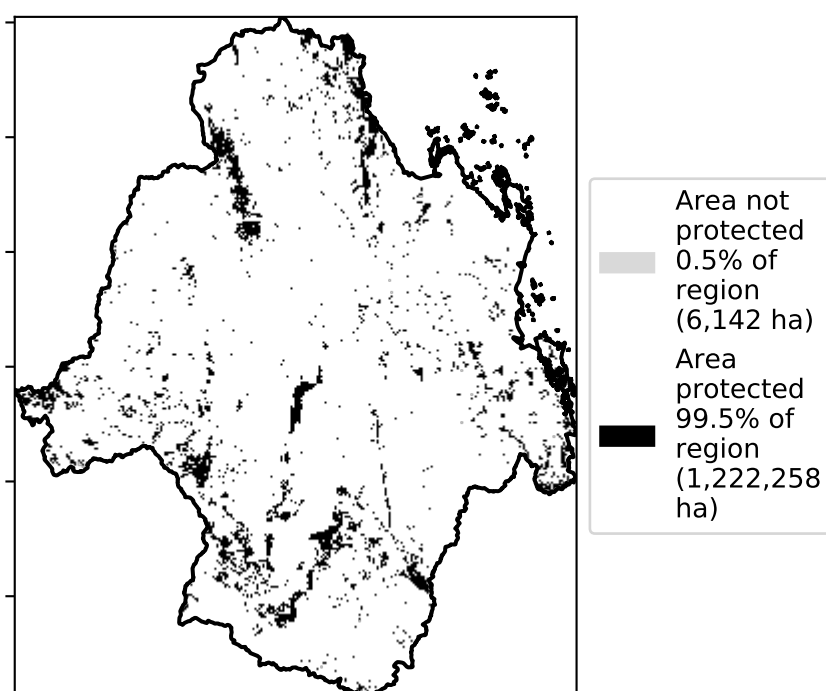 Area not
protected
0.5% of
region
(6,142 ha)
Area
protected
99.5% of
region
(1,222,258
ha)